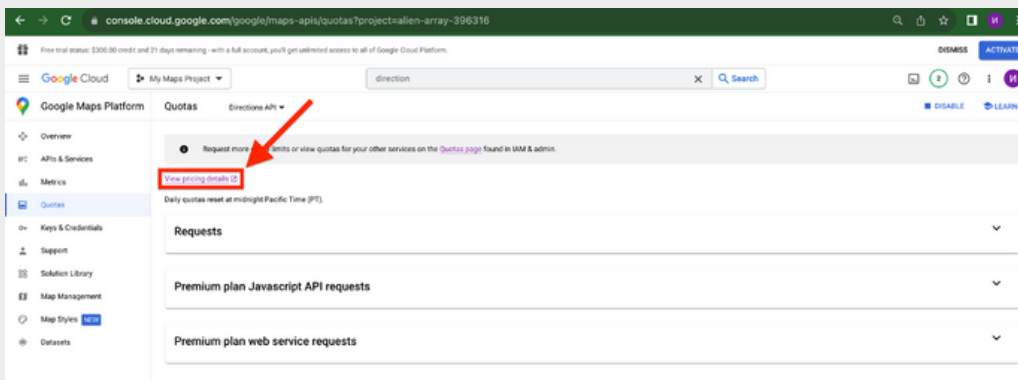 console.cloud.google.com/google/maps-apis/quotas?project=alien-array-396316
Free trial status: $300.00 credit and 21 days remaining - with a full account, you'll get unlimited access to all of Google Cloud Platform.
DISMISS
ACTIVATE
Google Cloud
My Maps Project
direction
Search
2
И
Google Maps Platform
Quotas
Directions API
DISABLE
LEARN
Overview
APIs & Services
Metrics
Quotas
Keys & Credentials
Support
Solution Library
Map Management
Map Styles NEW
Datasets
Request more limits or view quotas for your other services on the Quotas page found in IAM & admin.
View pricing details
Daily quotas reset at midnight Pacific Time (PT).
Requests
Premium plan Javascript API requests
Premium plan web service requests